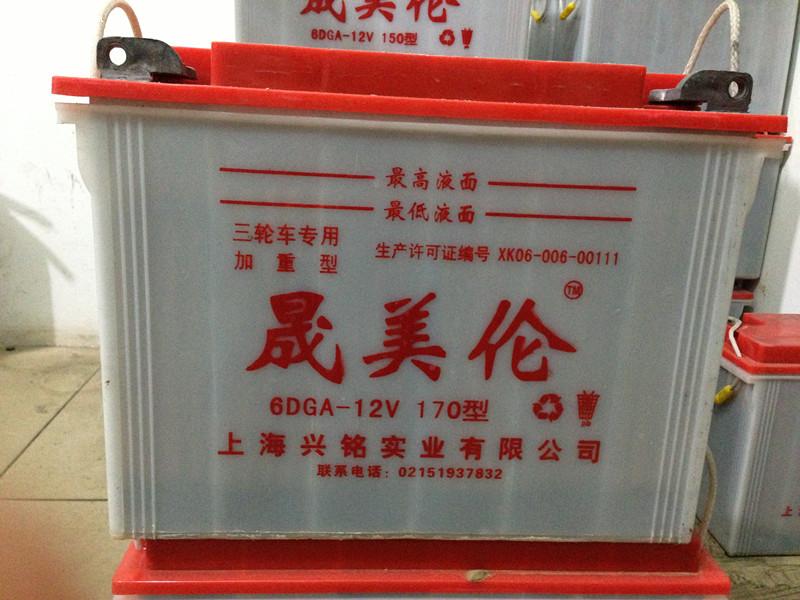 晟美伦
6DGA-12V 150型
最高液面
最低液面
三轮车专用
加重型
生产许可证编号 XK06-006-00111
晟美伦 TM
6DGA-12V 170型
上海兴铭实业有限公司
联系电话: 02151937832
上